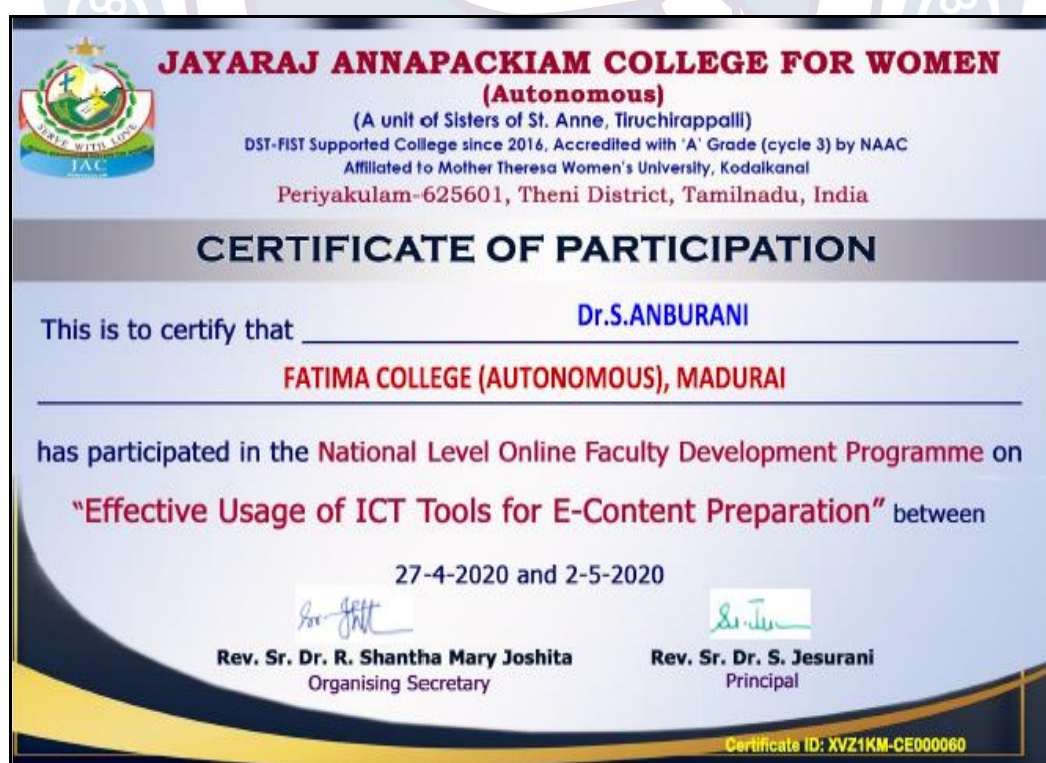 JAYARAJ ANNAPACKIAM COLLEGE FOR WOMEN
(Autonomous)
(A unit of Sisters of St. Anne, Tiruchirappalli)
DST-FIST Supported College since 2016, Accredited with 'A' Grade (cycle 3) by NAAC
Affiliated to Mother Theresa Women's University, Kodaikanal
Periyakulam-625601, Theni District, Tamilnadu, India
SERVE WITH LOVE
JAC
CERTIFICATE OF PARTICIPATION
This is to certify that Dr.S.ANBURANI
FATIMA COLLEGE (AUTONOMOUS), MADURAI
has participated in the National Level Online Faculty Development Programme on
"Effective Usage of ICT Tools for E-Content Preparation" between
27-4-2020 and 2-5-2020
Rev. Sr. Dr. R. Shantha Mary Joshita Rev. Sr. Dr. S. Jesurani
Organising Secretary Principal
Certificate ID: XVZ1KM-CE000060